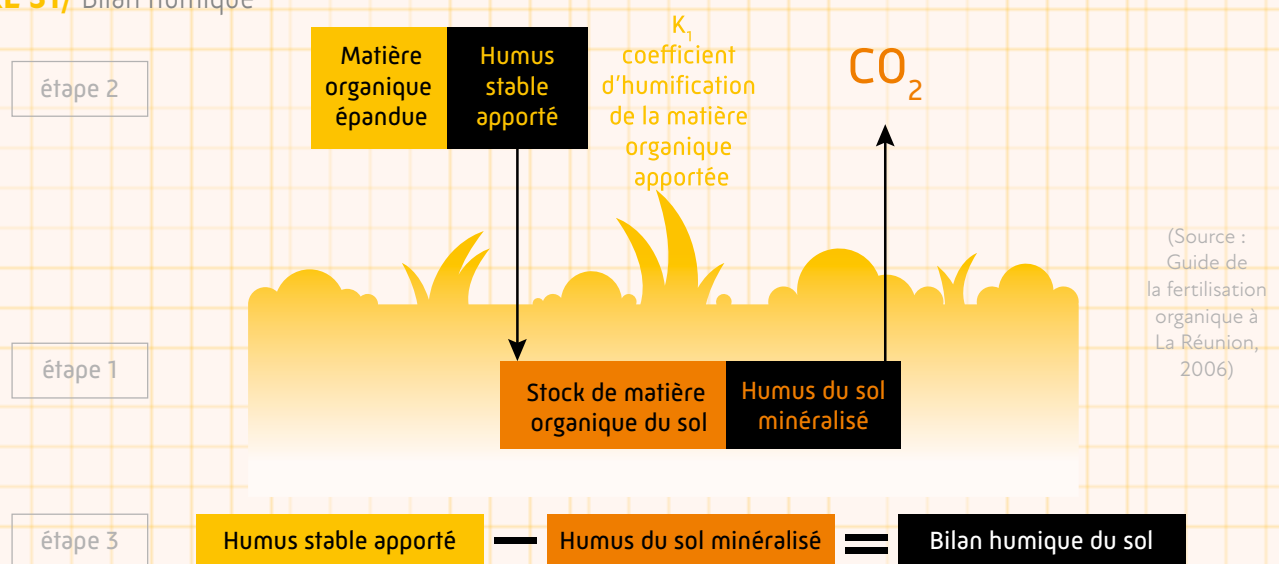 Bilan humique
étape 2
Matière
organique
épandue
Humus
stable
apporté
K1
coefficient
d'humification
de la matière
organique
apportée
CO2
(Source :
Guide de
la fertilisation
organique à
La Réunion,
2006)
étape 1
Stock de matière
organique du sol
Humus du sol
minéralisé
étape 3
Humus stable apporté
—
Humus du sol minéralisé
=
Bilan humique du sol